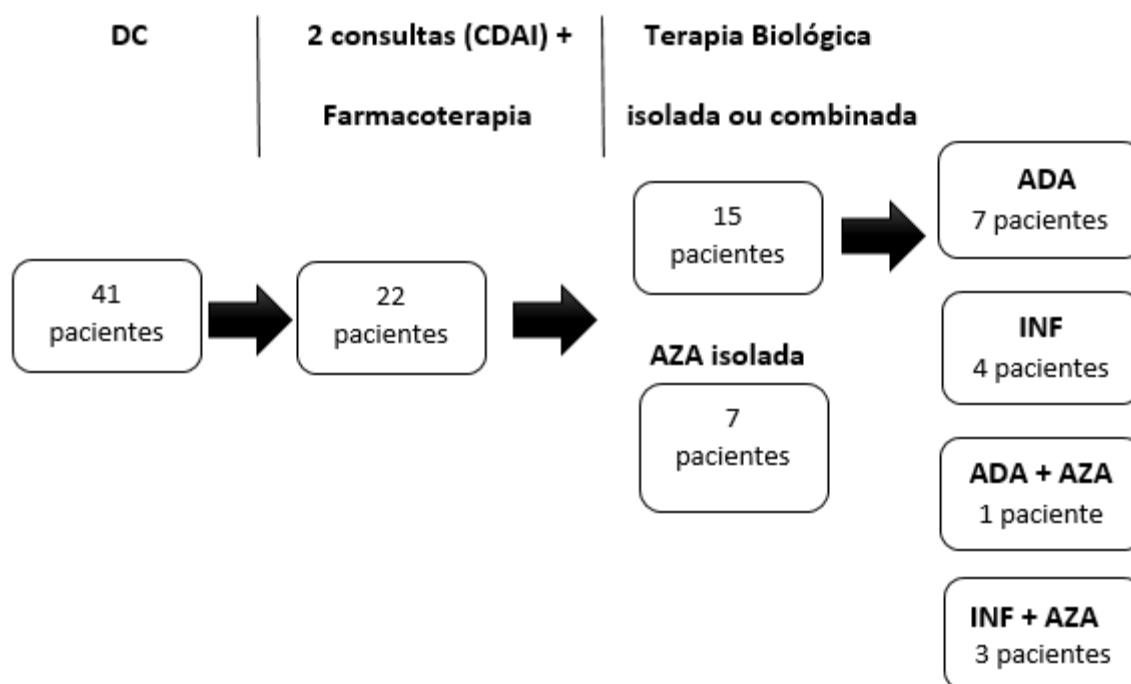 DC
2 consultas (CDAI) +
Farmacoterapia
Terapia Biológica
isolada ou combinada
41
pacientes
22
pacientes
15
pacientes
AZA isolada
7
pacientes
ADA
7 pacientes
INF
4 pacientes
ADA + AZA
1 paciente
INF + AZA
3 pacientes